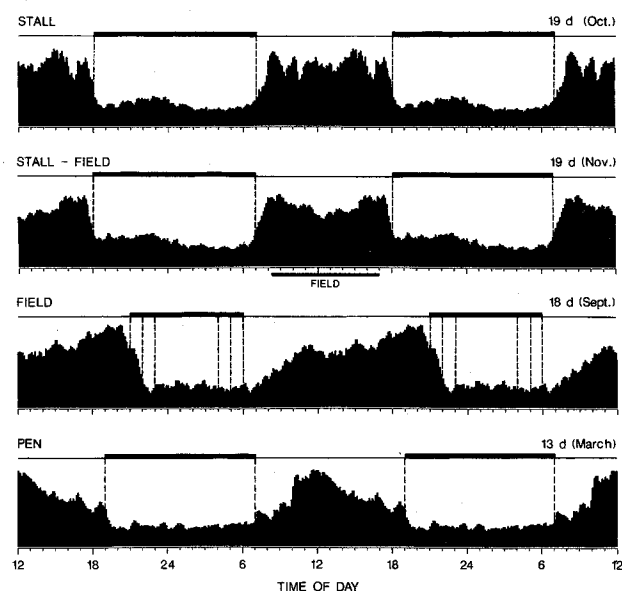 STALL 19 d (Oct.)
STALL - FIELD 19 d (Nov.)
FIELD
FIELD 18 d (Sept.)
PEN 13 d (March)
12 18 24 6 12 18 24 6 12
TIME OF DAY